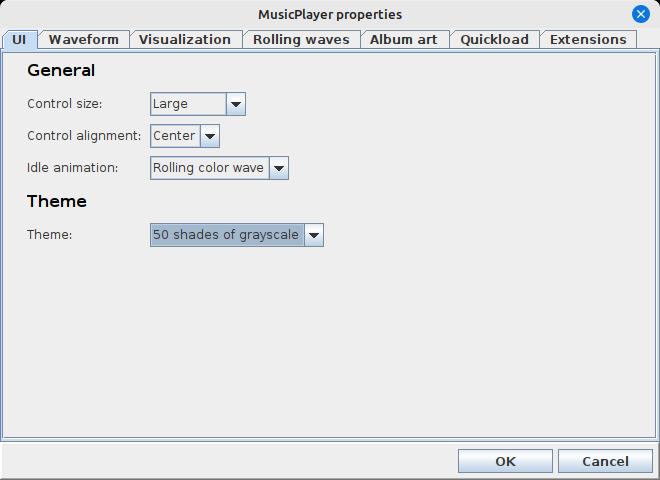 MusicPlayer properties
UI Waveform Visualization Rolling waves Album art Quickload Extensions
General
Control size: Large
Control alignment: Center
Idle animation: Rolling color wave
Theme
Theme: 50 shades of grayscale
OK Cancel